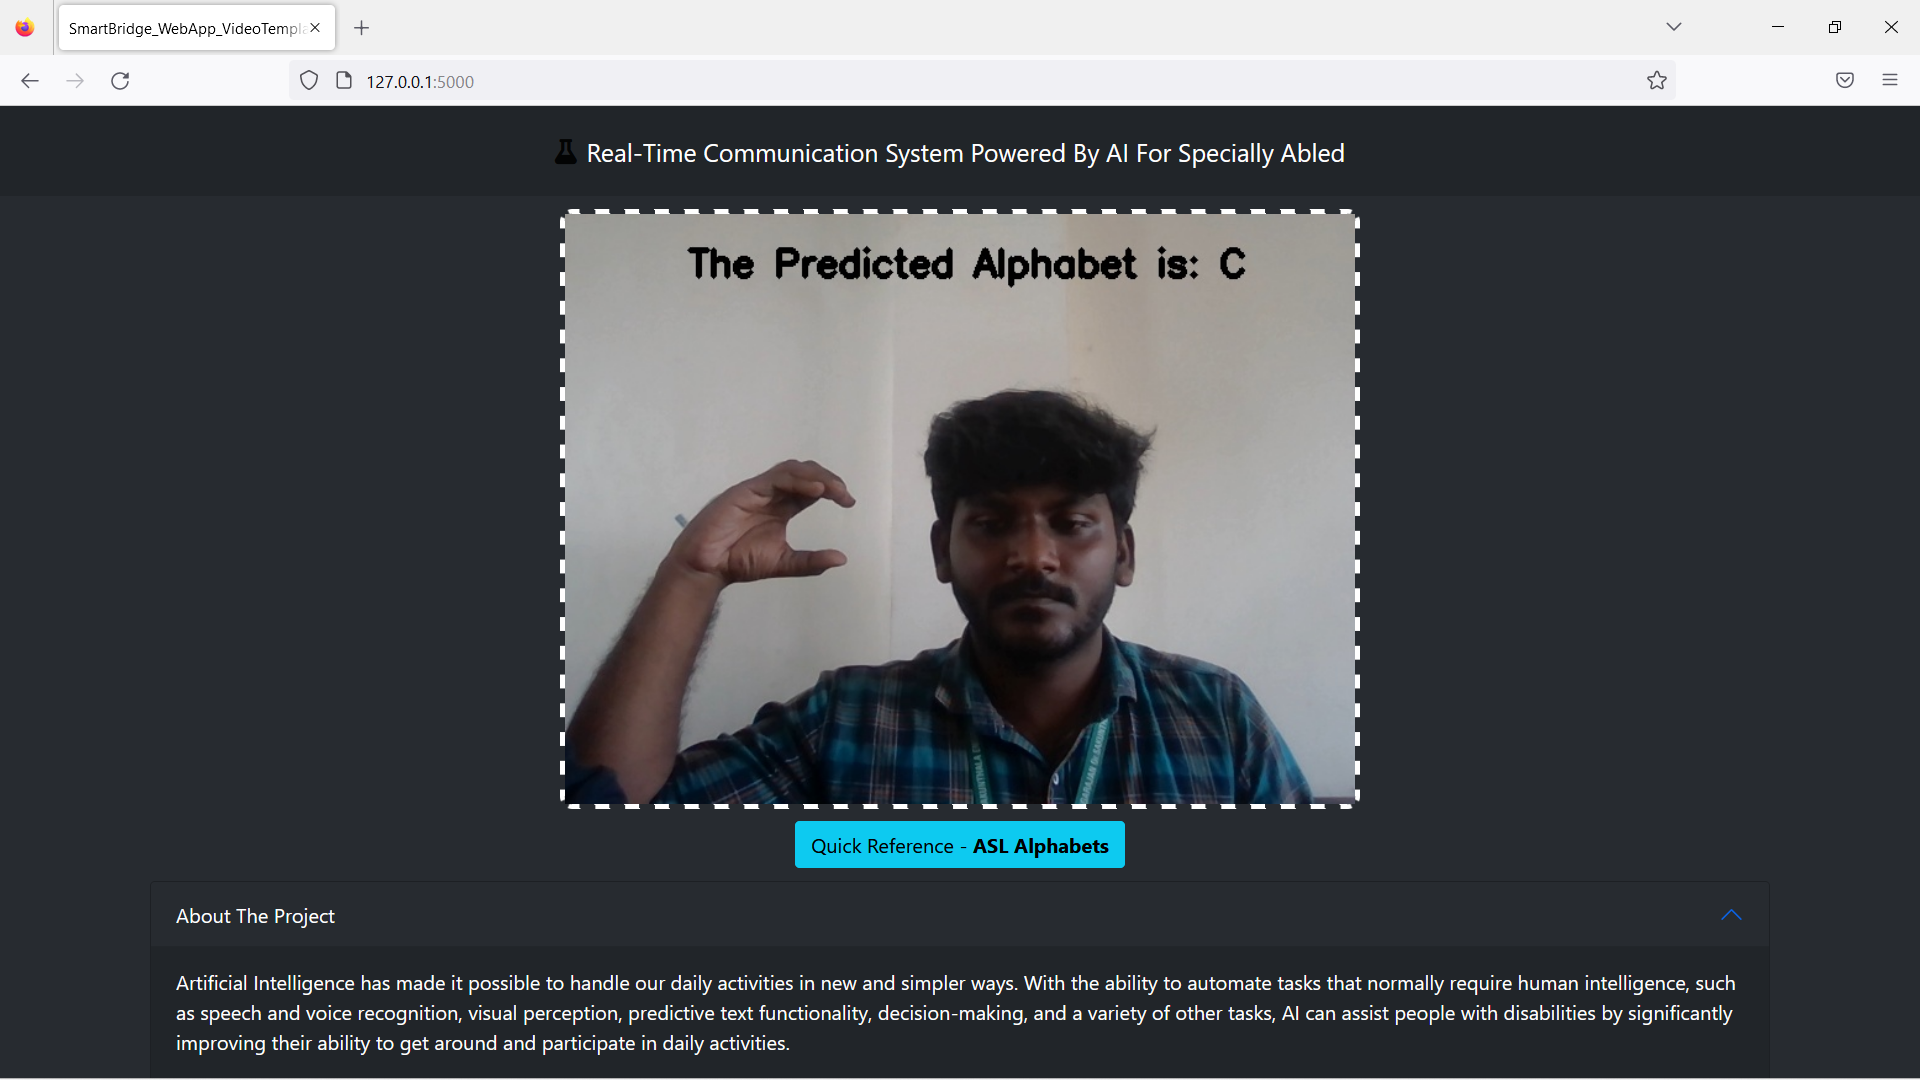 SmartBridge_WebApp_VideoTempla
127.0.0.1:5000
Real-Time Communication System Powered By AI For Specially Abled
The Predicted Alphabet is: C
Quick Reference - ASL Alphabets
About The Project
Artificial Intelligence has made it possible to handle our daily activities in new and simpler ways. With the ability to automate tasks that normally require human intelligence, such
as speech and voice recognition, visual perception, predictive text functionality, decision-making, and a variety of other tasks, AI can assist people with disabilities by significantly
improving their ability to get around and participate in daily activities.